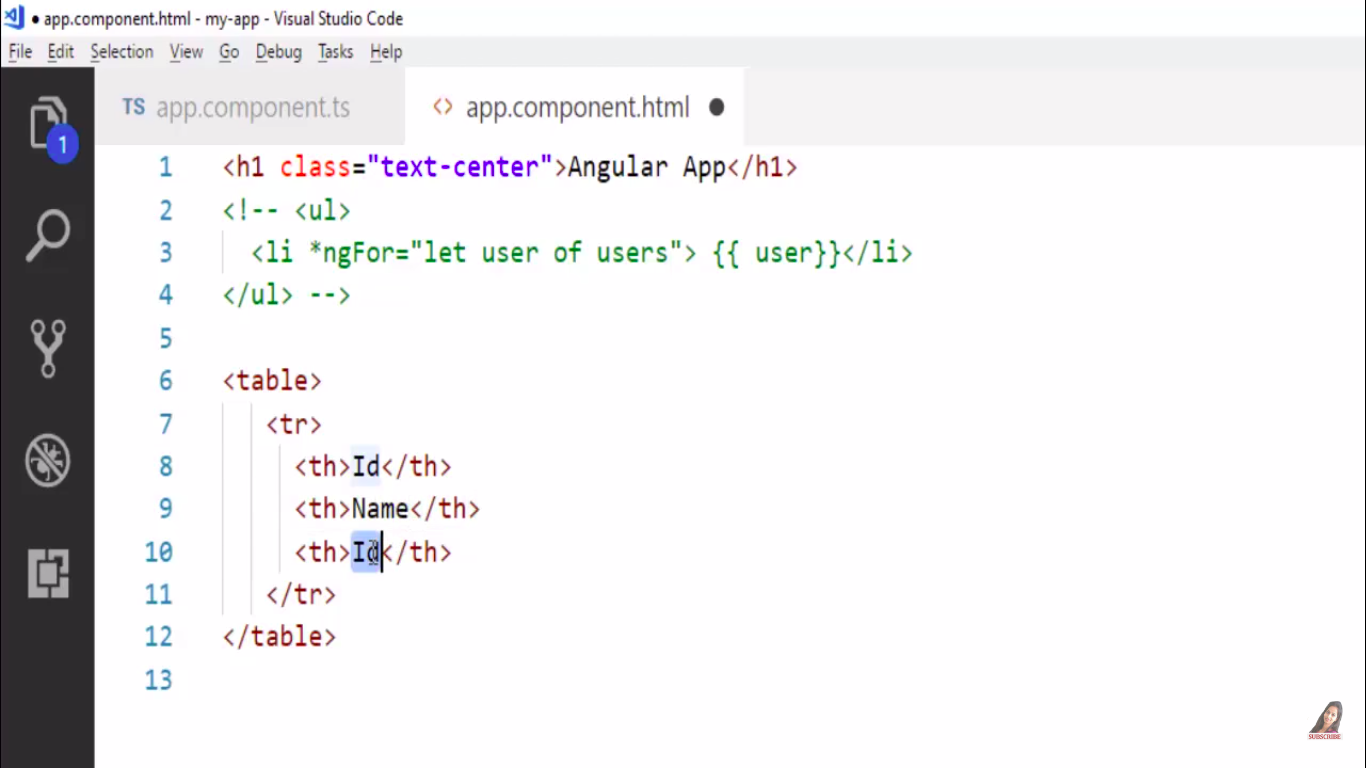 ● app.component.html - my-app - Visual Studio Code
File Edit Selection View Go Debug Tasks Help
TS app.component.ts <> app.component.html ●
1
1 <h1 class="text-center">Angular App</h1>
2 <!-- <ul>
3 <li *ngFor="let user of users"> {{ user}}</li>
4 </ul> -->
5
6 <table>
7 <tr>
8 <th>Id</th>
9 <th>Name</th>
10 <th>Id</th>
11 </tr>
12 </table>
13
SUBSCRIBE